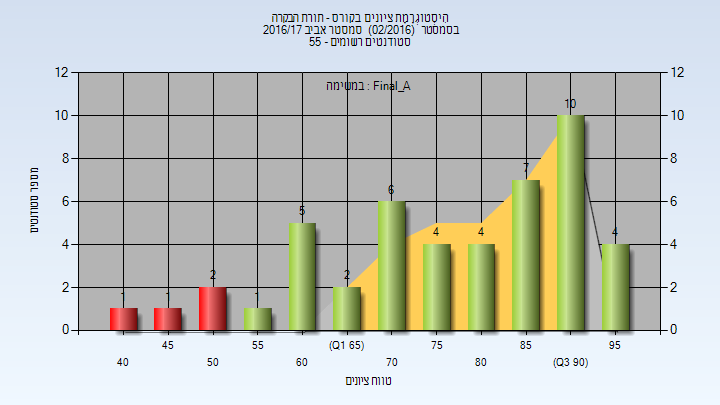 היסטוגרמת ציונים בקורס - תורת הבקרה
בסמסטר (02/2016) סמסטר אביב 2016/17
סטודנטים רשומים - 55
במשימה : Final_A
12 12
10 10
8 8
6 6
4 4
2 2
0 0
1 1 2 1 5 2 6 4 4 7 10 4
מספר סטודנטים
40 45 50 55 60 (Q1 65) 70 75 80 85 (Q3 90) 95
טווח ציונים